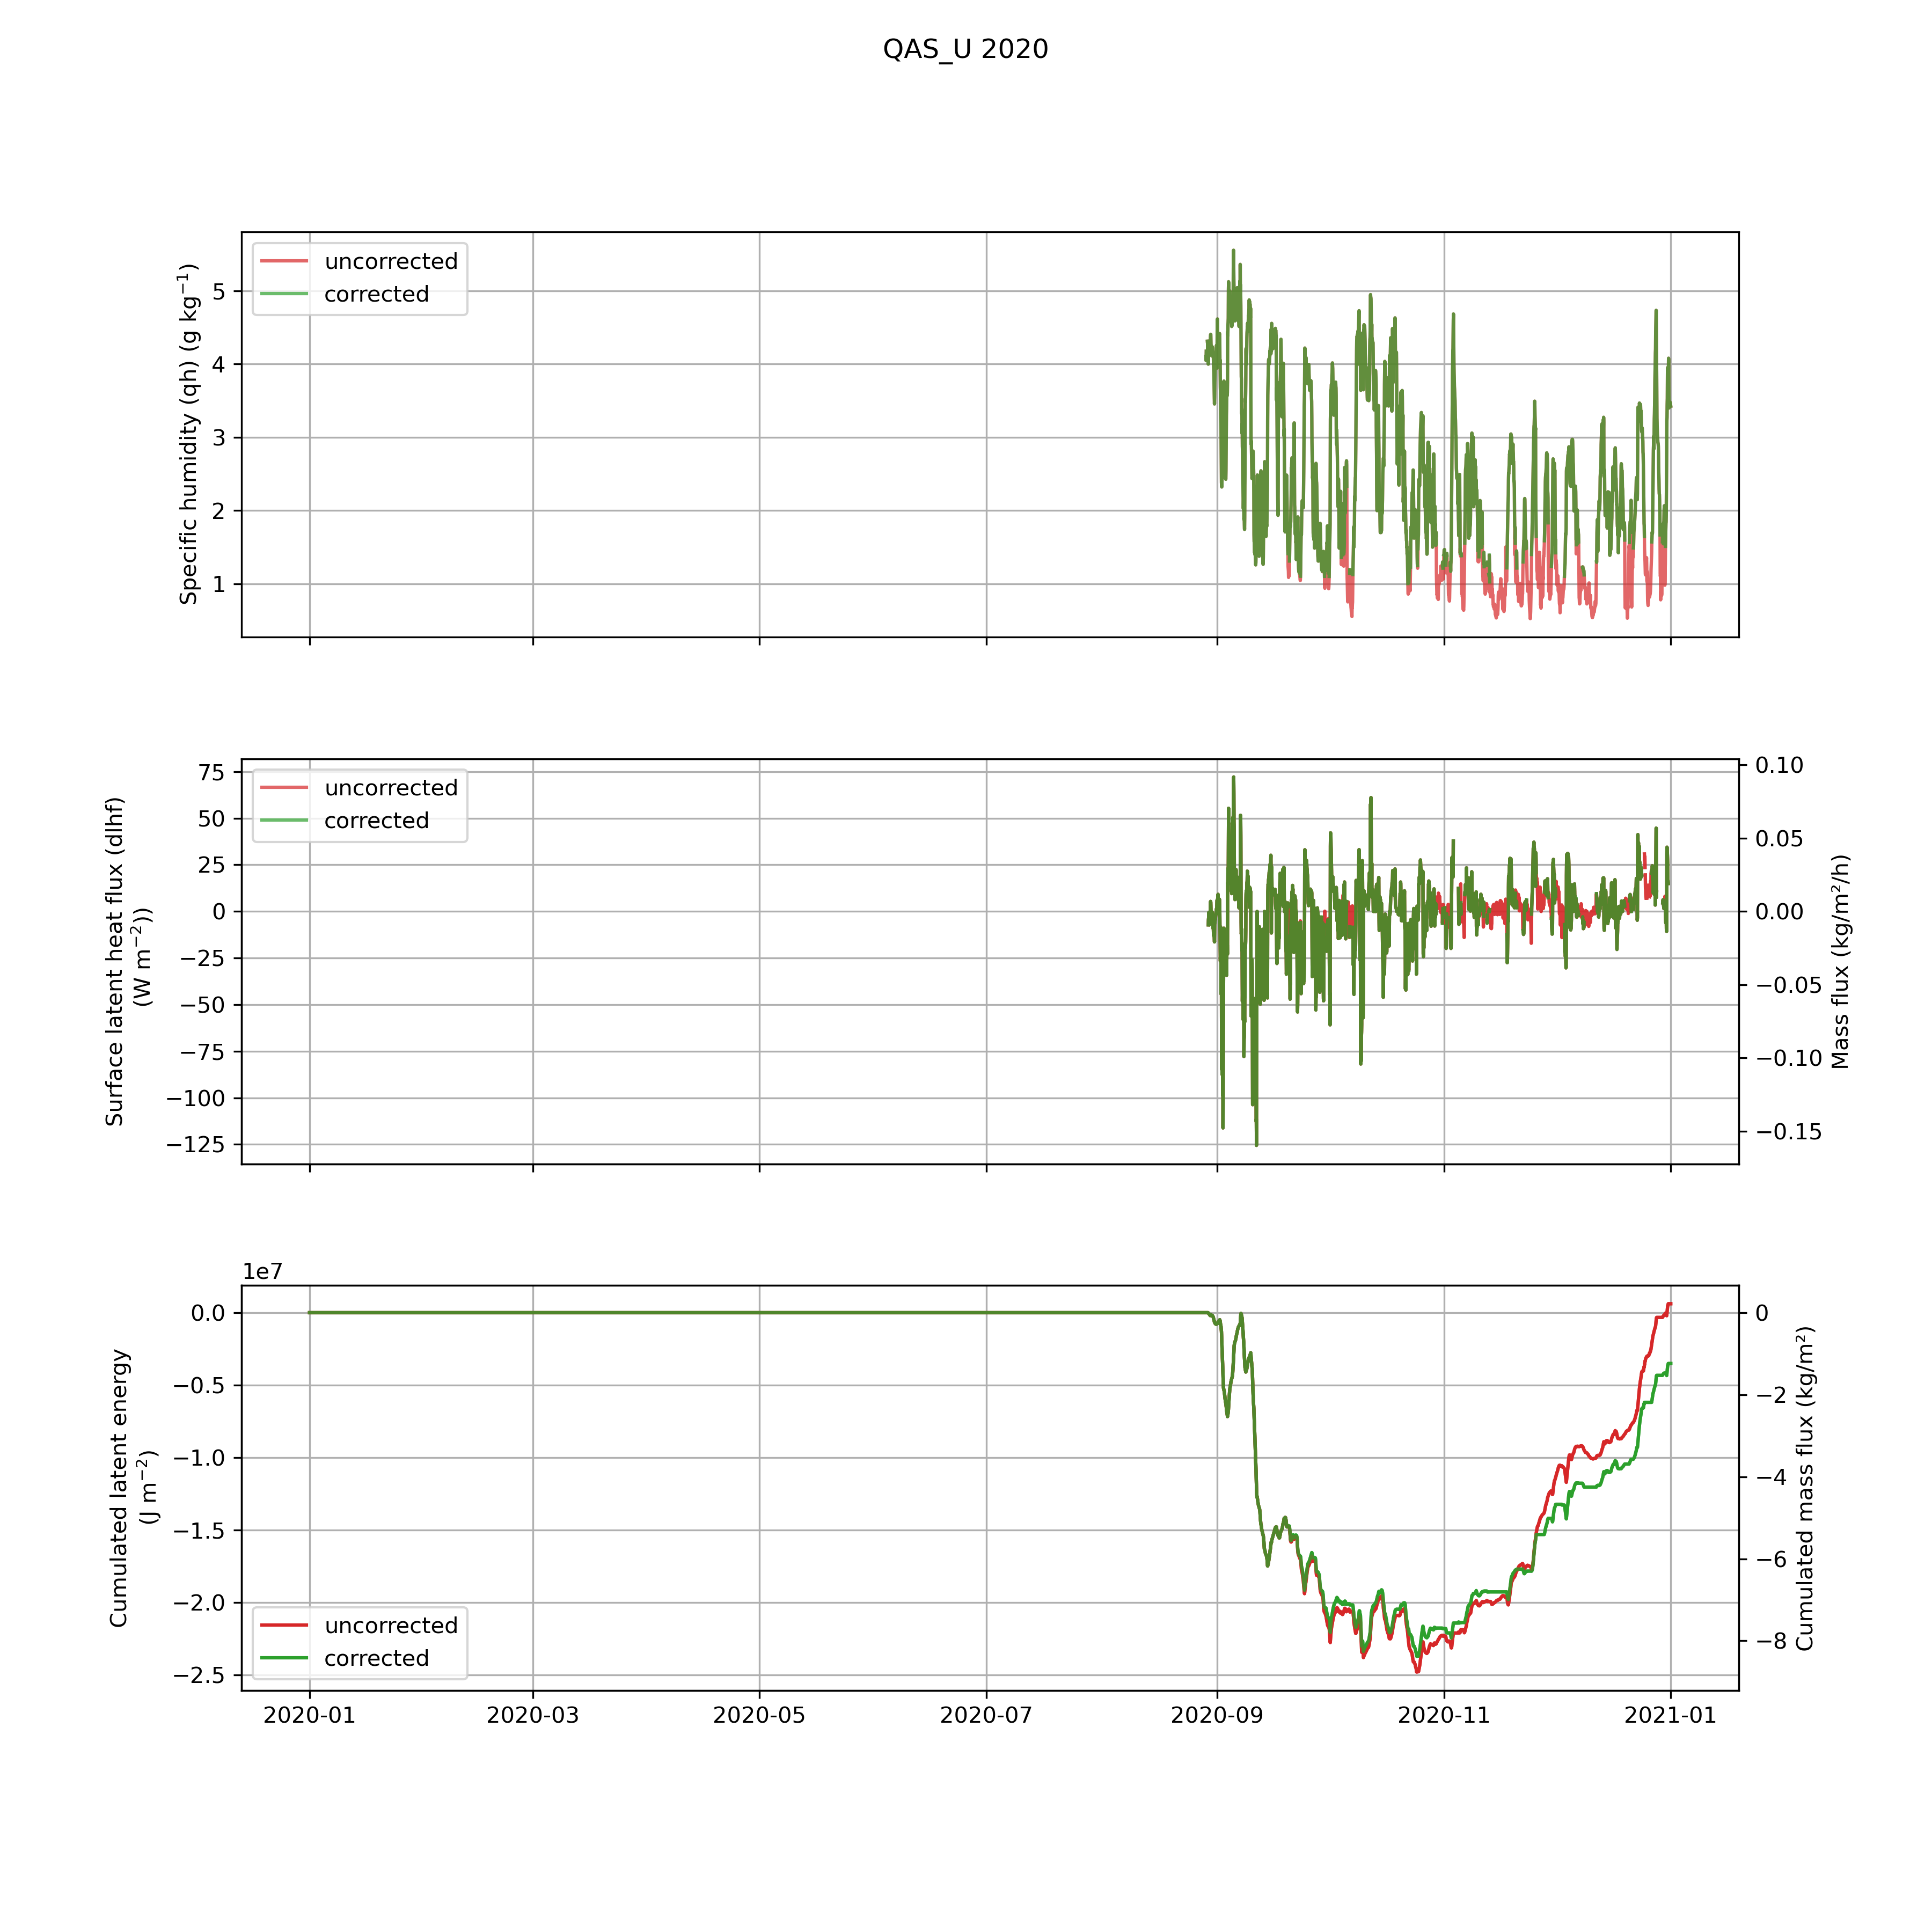 QAS_U 2020
Specific humidity (qh) (g kg⁻¹)
5
4
3
2
1
uncorrected
corrected
Surface latent heat flux (dlhf)
(W m⁻²))
75
50
25
0
−25
−50
−75
−100
−125
uncorrected
corrected
0.10
0.05
0.00
−0.05
−0.10
−0.15
Mass flux (kg/m²/h)
1e7
Cumulated latent energy
(J m⁻²)
0.0
−0.5
−1.0
−1.5
−2.0
−2.5
uncorrected
corrected
0
−2
−4
−6
−8
Cumulated mass flux (kg/m²)
2020-01
2020-03
2020-05
2020-07
2020-09
2020-11
2021-01